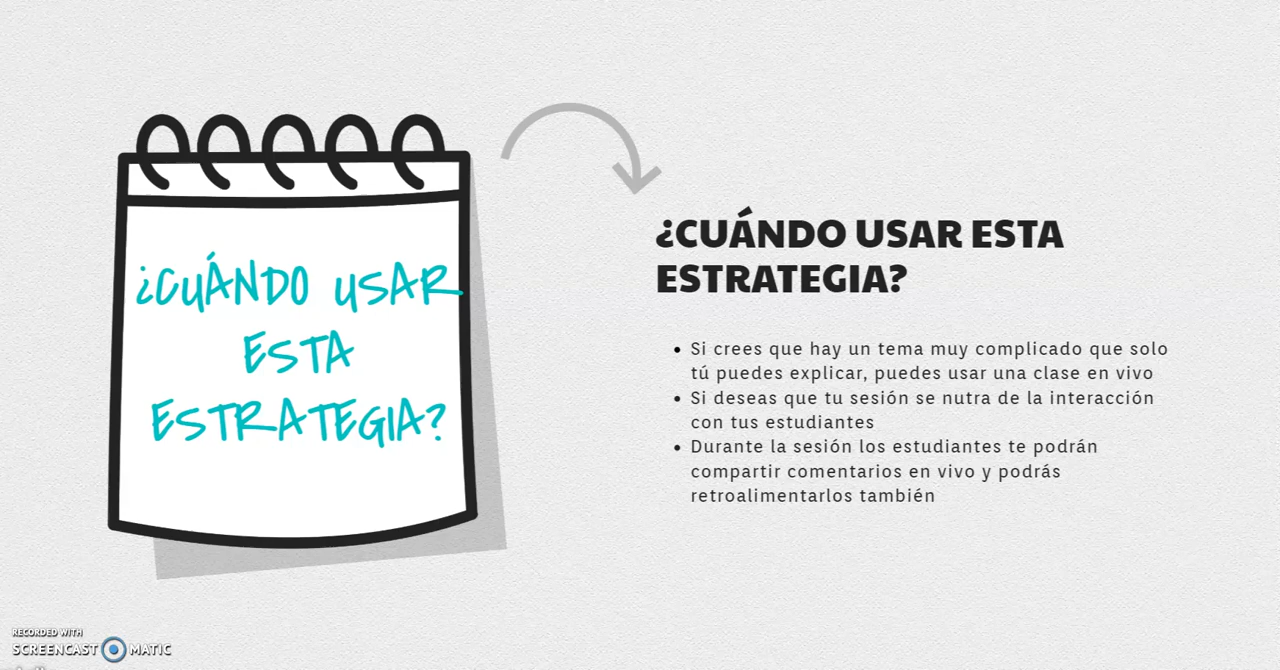 ¿CUÁNDO USAR
ESTA
ESTRATEGIA?
¿CUÁNDO USAR ESTA
ESTRATEGIA?
• Si crees que hay un tema muy complicado que solo
tú puedes explicar, puedes usar una clase en vivo
• Si deseas que tu sesión se nutra de la interacción
con tus estudiantes
• Durante la sesión los estudiantes te podrán
compartir comentarios en vivo y podrás
retroalimentarlos también
RECORDED WITH
SCREENCAST MATIC